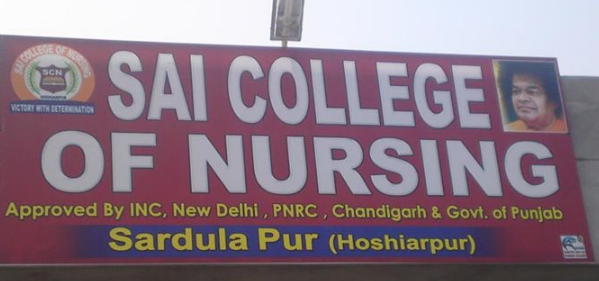 SAI COLLEGE OF NURSING
SCN
VICTORY WITH DETERMINATION
SAI COLLEGE
OF NURSING
Approved By INC, New Delhi , PNRC , Chandigarh & Govt. of Punjab
Sardula Pur (Hoshiarpur)